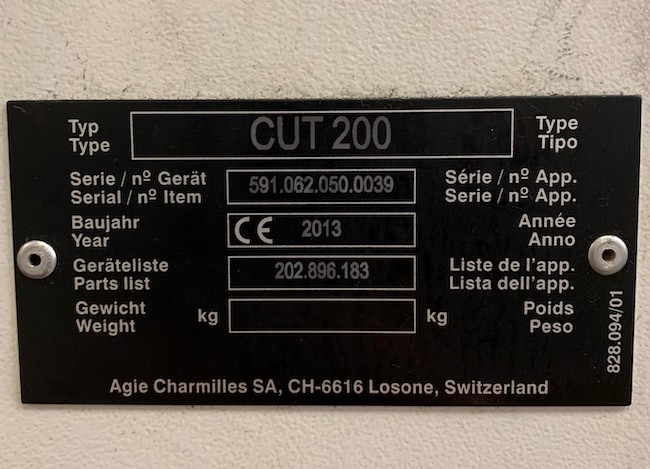 Typ
Type CUT 200 Type
Tipo
Serie / nº Gerät 591.062.050.0039 Série / nº App.
Serial / nº Item Serie / nº App.
Baujahr CE 2013 Année
Year Anno
Geräteliste 202.896.183 Liste de l'app.
Parts list Lista dell'app.
Gewicht kg kg Poids
Weight Peso
828.094/01
Agie Charmilles SA, CH-6616 Losone, Switzerland